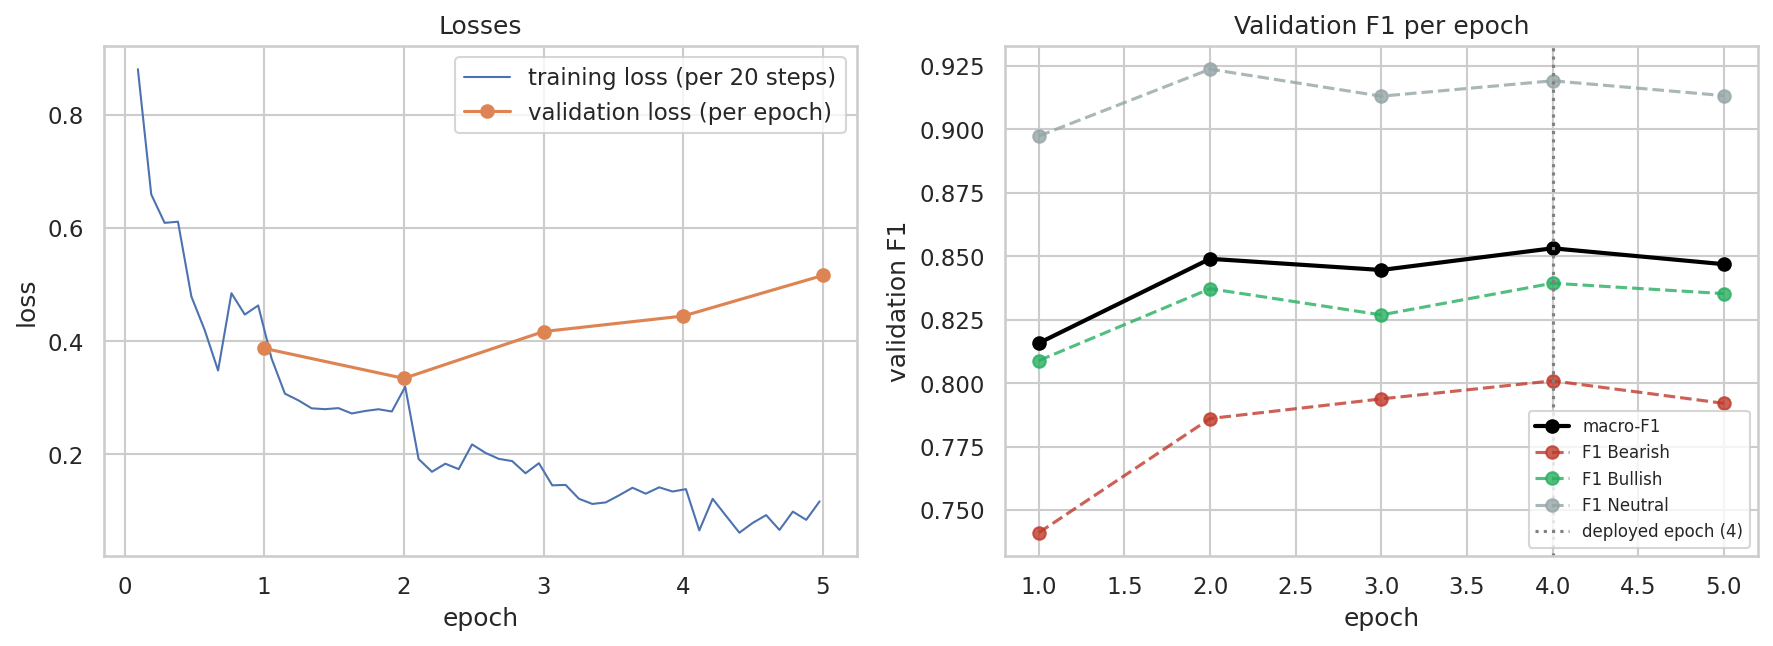 Losses
training loss (per 20 steps)
validation loss (per epoch)
0.8
0.6
0.4
0.2
loss
0 1 2 3 4 5
epoch
Validation F1 per epoch
0.925
0.900
0.875
0.850
0.825
0.800
0.775
0.750
validation F1
macro-F1
F1 Bearish
F1 Bullish
F1 Neutral
deployed epoch (4)
1.0 1.5 2.0 2.5 3.0 3.5 4.0 4.5 5.0
epoch